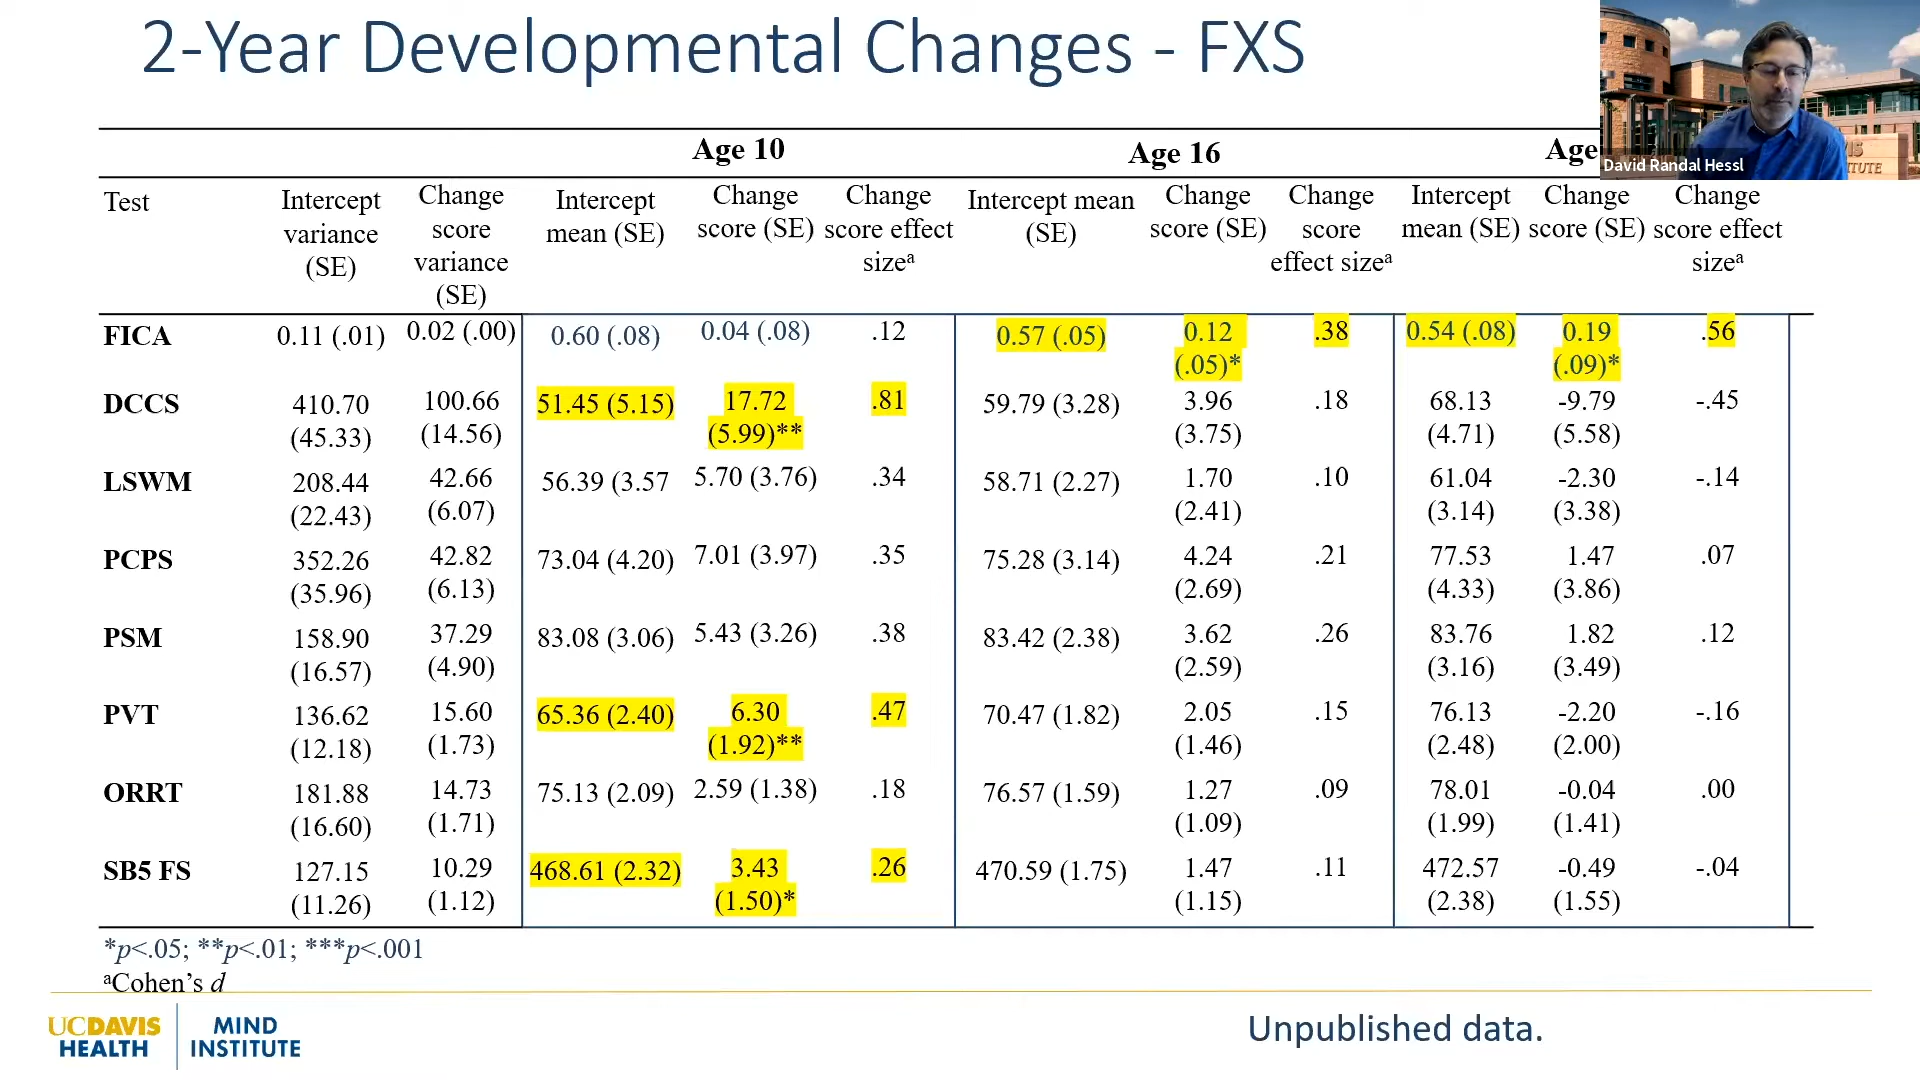 2-Year Developmental Changes - FXS
David Randal Hessl
Age 10 Age 16 Age
Test Intercept variance (SE) Change score variance (SE) Intercept mean (SE) Change score (SE) Change score effect sizeᵃ Intercept mean (SE) Change score (SE) Change score effect sizeᵃ Intercept mean (SE) Change score (SE) Change score effect sizeᵃ
FICA 0.11 (.01) 0.02 (.00) 0.60 (.08) 0.04 (.08) .12 0.57 (.05) 0.12 (.05)* .38 0.54 (.08) 0.19 (.09)* .56
DCCS 410.70 (45.33) 100.66 (14.56) 51.45 (5.15) 17.72 (5.99)** .81 59.79 (3.28) 3.96 (3.75) .18 68.13 (4.71) -9.79 (5.58) -.45
LSWM 208.44 (22.43) 42.66 (6.07) 56.39 (3.57 5.70 (3.76) .34 58.71 (2.27) 1.70 (2.41) .10 61.04 (3.14) -2.30 (3.38) -.14
PCPS 352.26 (35.96) 42.82 (6.13) 73.04 (4.20) 7.01 (3.97) .35 75.28 (3.14) 4.24 (2.69) .21 77.53 (4.33) 1.47 (3.86) .07
PSM 158.90 (16.57) 37.29 (4.90) 83.08 (3.06) 5.43 (3.26) .38 83.42 (2.38) 3.62 (2.59) .26 83.76 (3.16) 1.82 (3.49) .12
PVT 136.62 (12.18) 15.60 (1.73) 65.36 (2.40) 6.30 (1.92)** .47 70.47 (1.82) 2.05 (1.46) .15 76.13 (2.48) -2.20 (2.00) -.16
ORRT 181.88 (16.60) 14.73 (1.71) 75.13 (2.09) 2.59 (1.38) .18 76.57 (1.59) 1.27 (1.09) .09 78.01 (1.99) -0.04 (1.41) .00
SB5 FS 127.15 (11.26) 10.29 (1.12) 468.61 (2.32) 3.43 (1.50)* .26 470.59 (1.75) 1.47 (1.15) .11 472.57 (2.38) -0.49 (1.55) -.04
*p<.05; **p<.01; ***p<.001
ᵃCohen's d
UCDAVIS HEALTH
MIND INSTITUTE
Unpublished data.